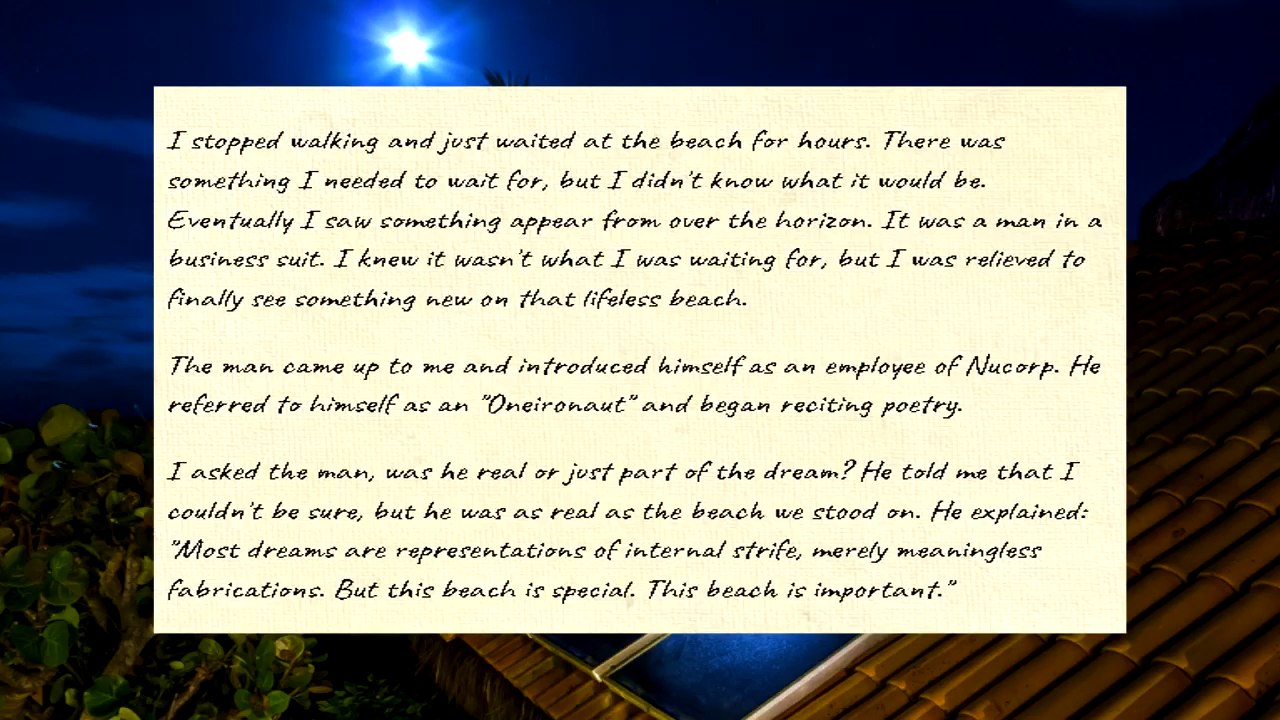 I stopped walking and just waited at the beach for hours. There was
something I needed to wait for, but I didn't know what it would be.
Eventually I saw something appear from over the horizon. It was a man in a
business suit. I knew it wasn't what I was waiting for, but I was relieved to
finally see something new on that lifeless beach.
The man came up to me and introduced himself as an employee of Nucorp. He
referred to himself as an "Oneironaut" and began reciting poetry.
I asked the man, was he real or just part of the dream? He told me that I
couldn't be sure, but he was as real as the beach we stood on. He explained:
"Most dreams are representations of internal strife, merely meaningless
fabrications. But this beach is special. This beach is important."